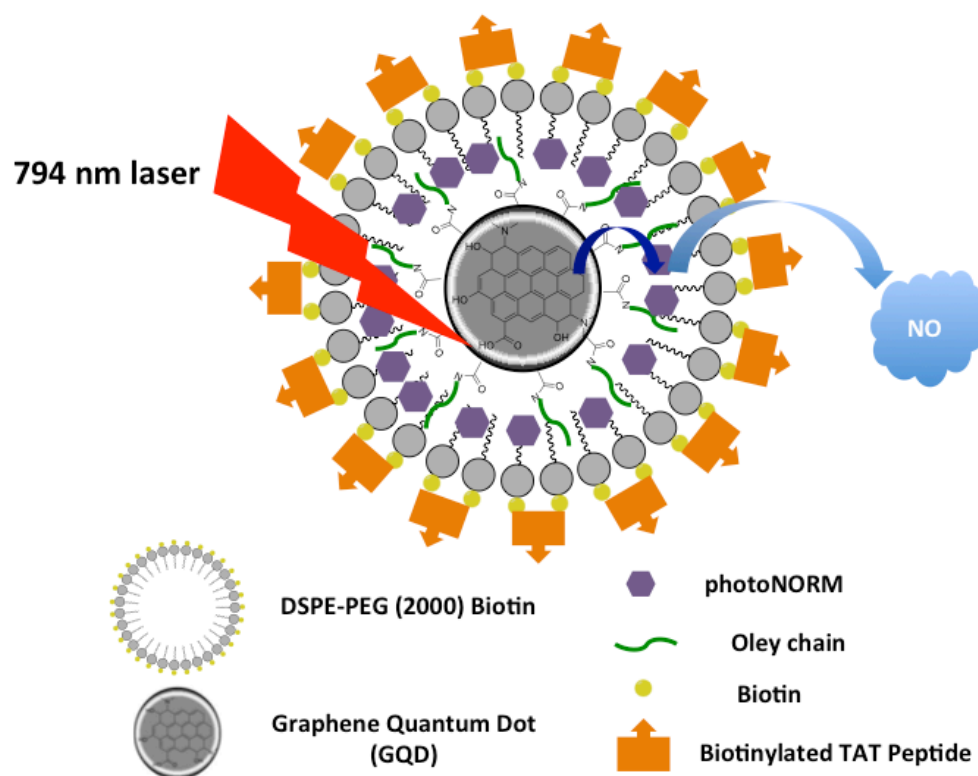 794 nm laser
NO
DSPE-PEG (2000) Biotin
photoNORM
Oley chain
Biotin
Graphene Quantum Dot
(GQD)
Biotinylated TAT Peptide